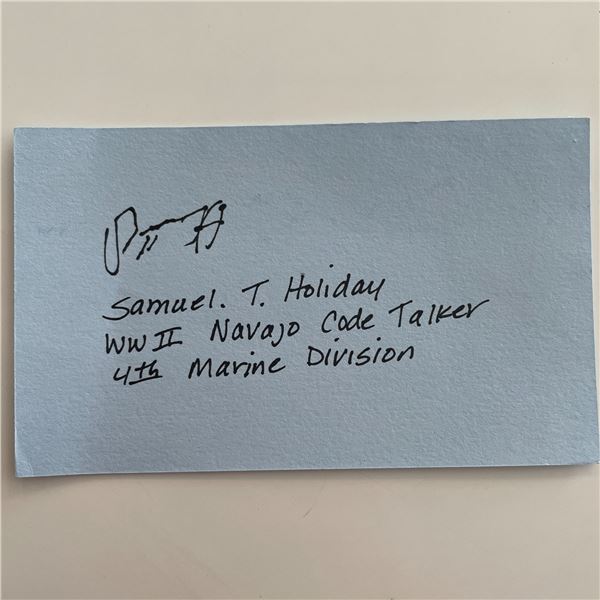 Samuel. T. Holiday
WW II Navajo Code Talker
4th Marine Division